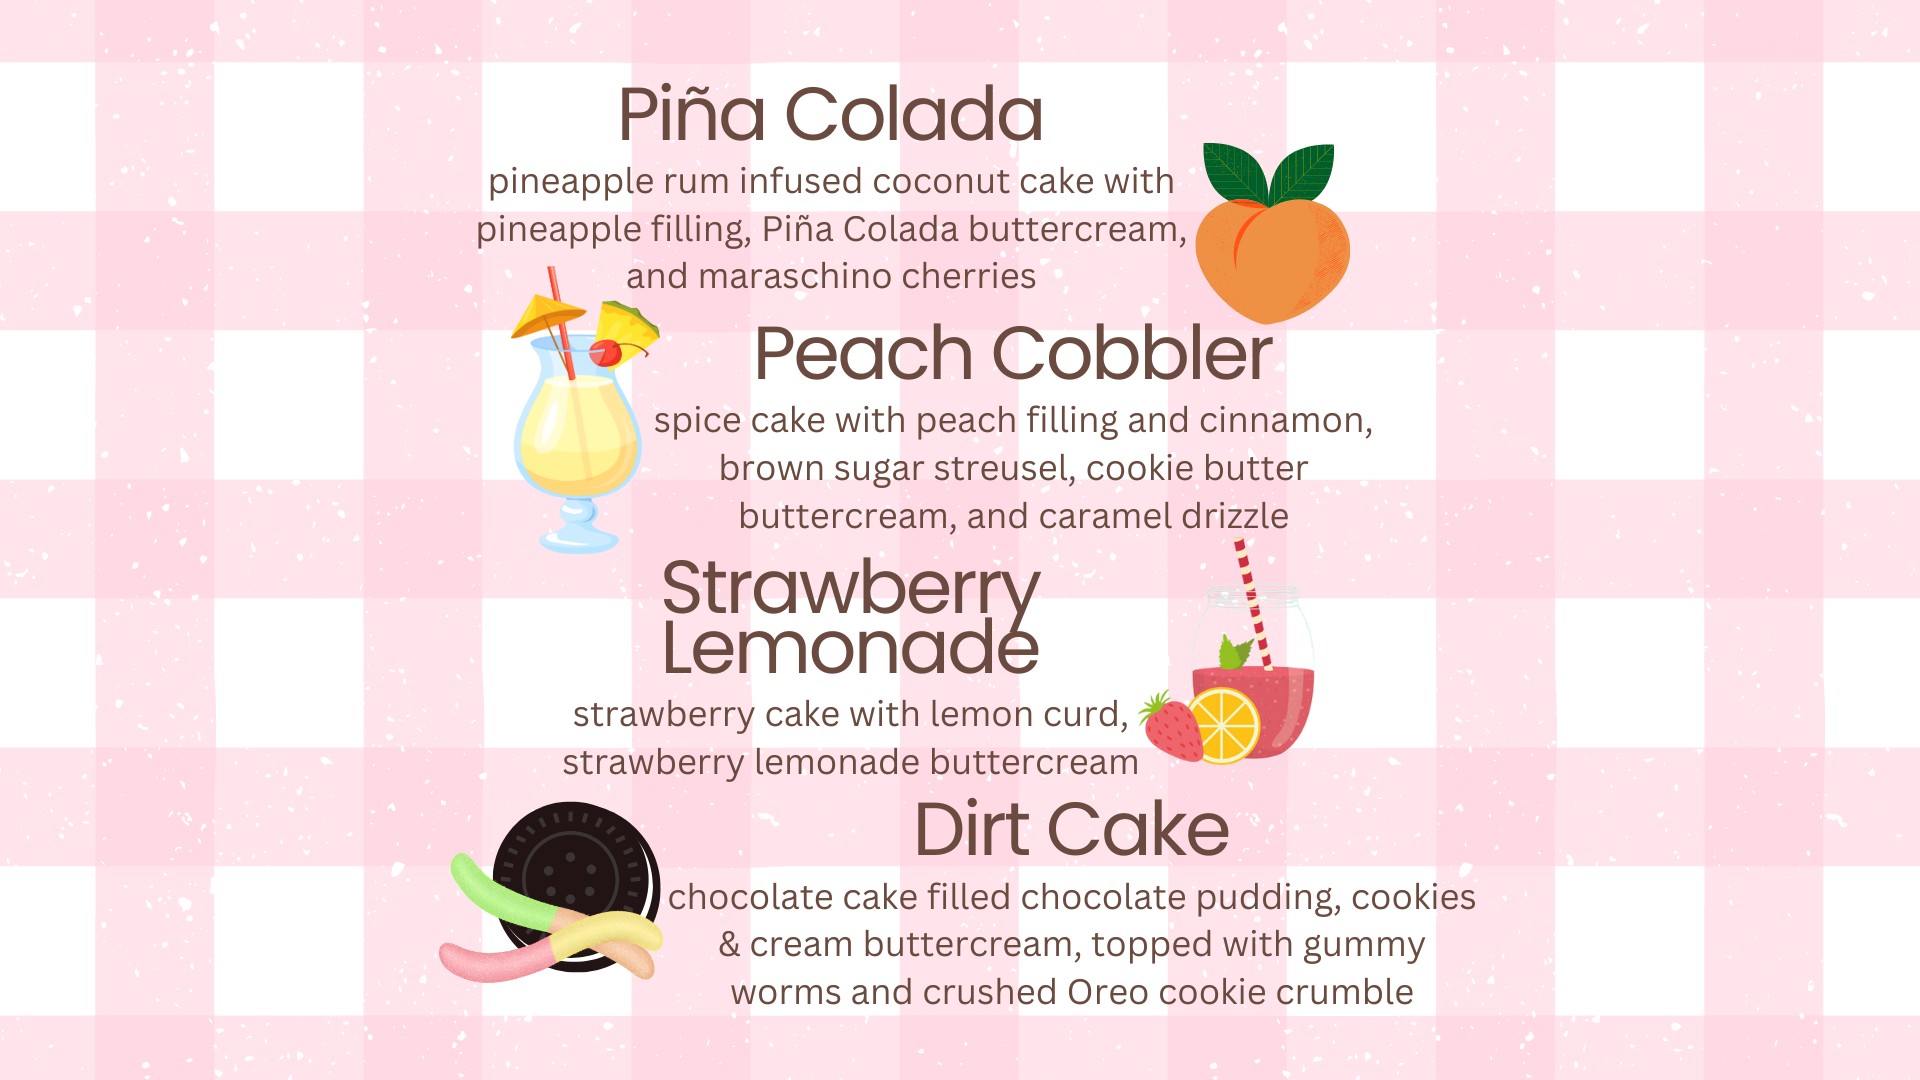 Piña Colada
pineapple rum infused coconut cake with
pineapple filling, Piña Colada buttercream,
and maraschino cherries
Peach Cobbler
spice cake with peach filling and cinnamon,
brown sugar streusel, cookie butter
buttercream, and caramel drizzle
Strawberry
Lemonade
strawberry cake with lemon curd,
strawberry lemonade buttercream
Dirt Cake
chocolate cake filled chocolate pudding, cookies
& cream buttercream, topped with gummy
worms and crushed Oreo cookie crumble